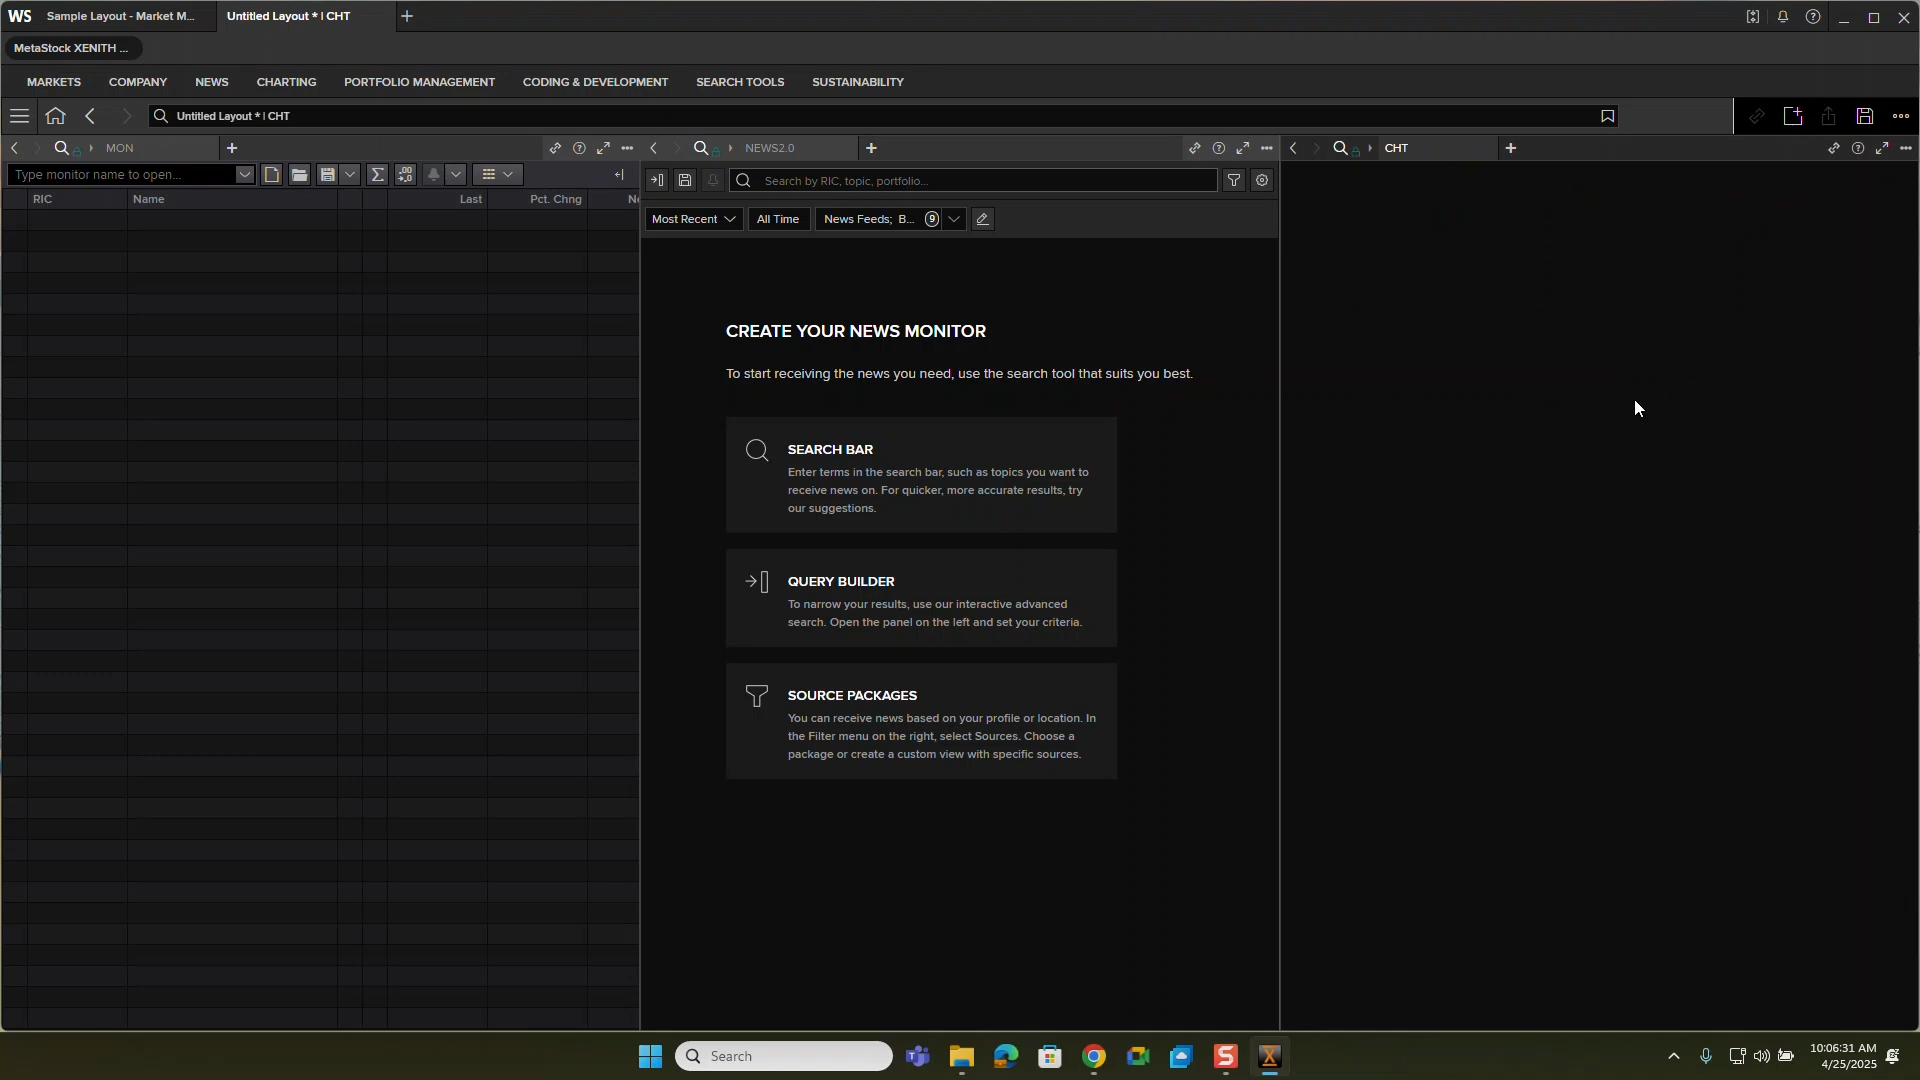 WS Sample Layout - Market M... Untitled Layout * | CHT
MetaStock XENITH ...
MARKETS COMPANY NEWS CHARTING PORTFOLIO MANAGEMENT CODING & DEVELOPMENT SEARCH TOOLS SUSTAINABILITY
Untitled Layout * | CHT
MON
NEWS2.0
CHT
Type monitor name to open...
RIC Name Last Pct. Chng
Search by RIC, topic, portfolio...
Most Recent All Time News Feeds; B... 9
CREATE YOUR NEWS MONITOR
To start receiving the news you need, use the search tool that suits you best.
SEARCH BAR
Enter terms in the search bar, such as topics you want to
receive news on. For quicker, more accurate results, try
our suggestions.
QUERY BUILDER
To narrow your results, use our interactive advanced
search. Open the panel on the left and set your criteria.
SOURCE PACKAGES
You can receive news based on your profile or location. In
the Filter menu on the right, select Sources. Choose a
package or create a custom view with specific sources.
Search
10:06:31 AM
4/25/2025